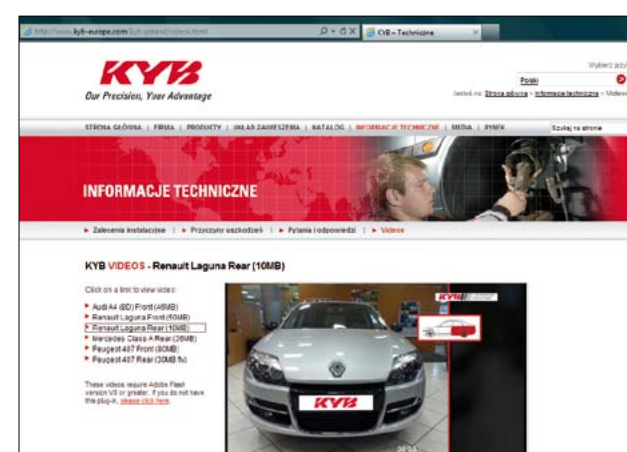 http://www.kyb-europe.com/kyb-poland/videos.html
KYB - Techniczne
KYB
Our Precision, Your Advantage
Wybierz języ
Polski
Jesteś na: Strona główna > Informacje techniczne > Videos
STRONA GŁÓWNA | FIRMA | PRODUCTY | UKŁAD ZAWIESZENIA | KATALOG | INFORMACJE TECHNICZNE | MEDIA | RYNEK
Szukaj na stronie
INFORMACJE TECHNICZNE
Zalecenia instalacyjne | Przyczyny uszkodzeń | Pytania i odpowiedzi | Videos
KYB VIDEOS - Renault Laguna Rear (10MB)
Click on a link to view video:
Audi A4 (8D) Front (46MB)
Renault Laguna Front (50MB)
Renault Laguna Rear (10MB)
Mercedes Class A Rear (36MB)
Peugeot 407 Front (80MB)
Peugeot 407 Rear (30MB
These videos require Adobe Flash
version V8 or greater. If you do not have
this plug-in, please click here.
KYB
KYB